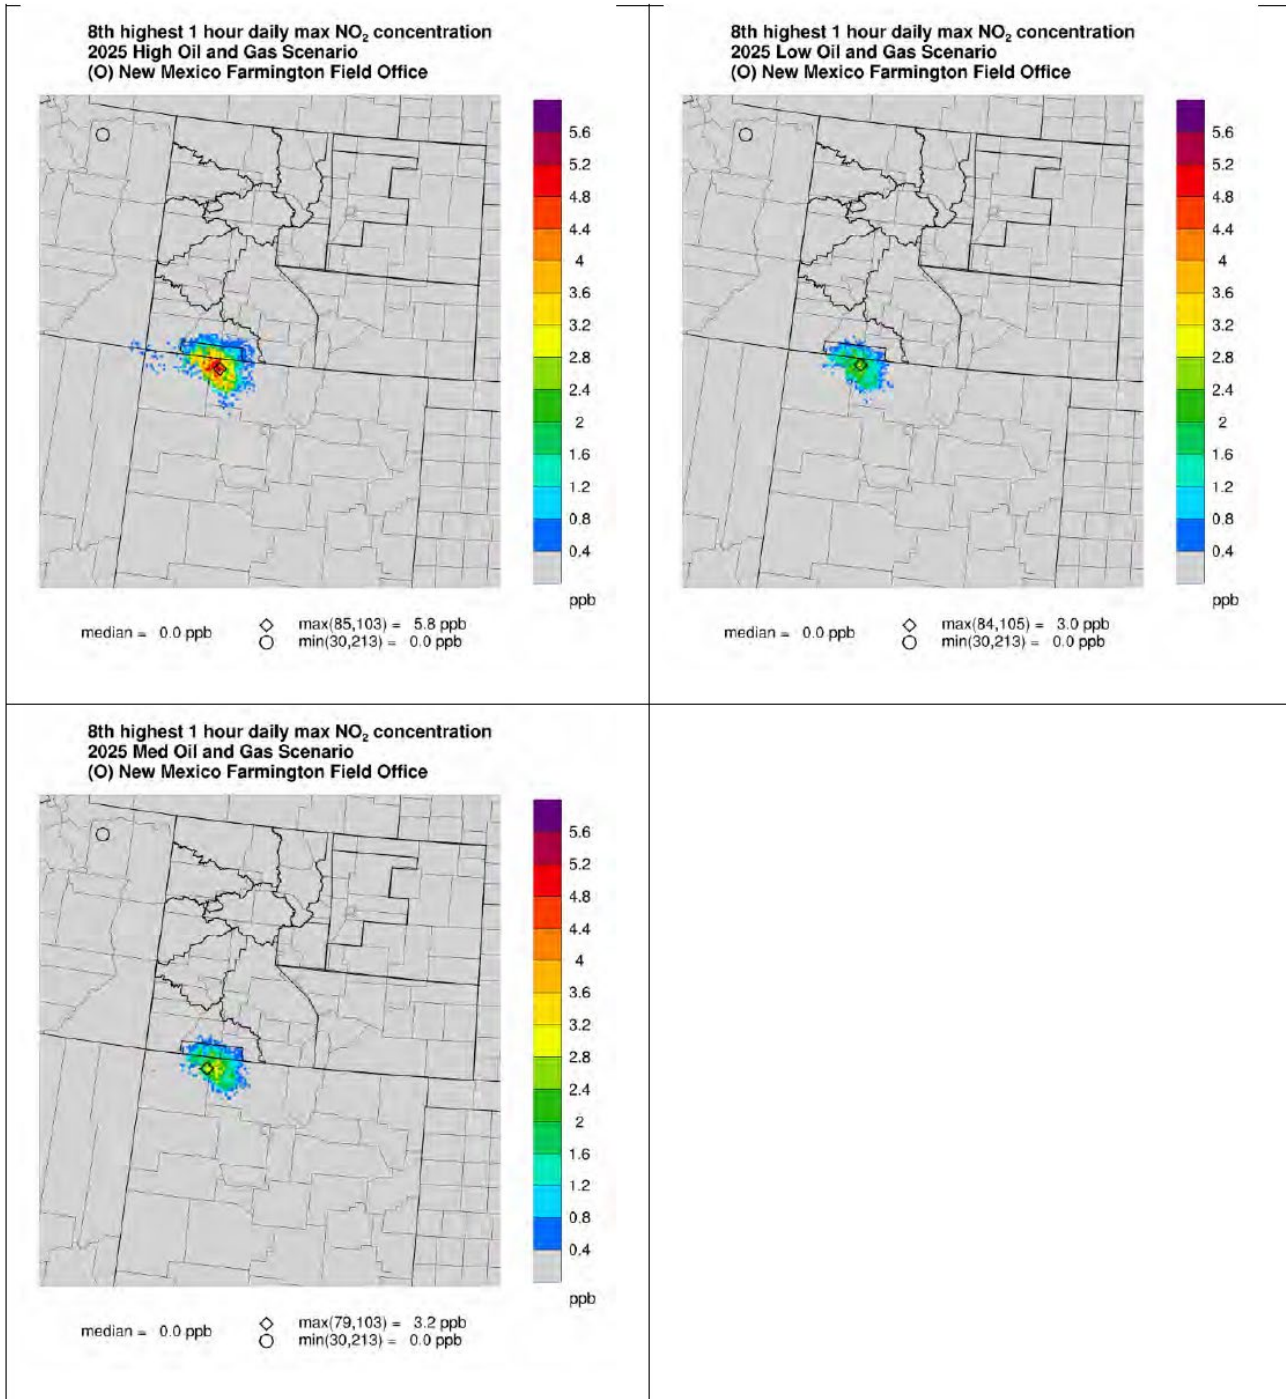 8th highest 1 hour daily max NO₂ concentration
2025 High Oil and Gas Scenario
(O) New Mexico Farmington Field Office
5.6
5.2
4.8
4.4
4
3.6
3.2
2.8
2.4
2
1.6
1.2
0.8
0.4
ppb
median = 0.0 ppb
max(85,103) = 5.8 ppb
min(30,213) = 0.0 ppb
8th highest 1 hour daily max NO₂ concentration
2025 Low Oil and Gas Scenario
(O) New Mexico Farmington Field Office
5.6
5.2
4.8
4.4
4
3.6
3.2
2.8
2.4
2
1.6
1.2
0.8
0.4
ppb
median = 0.0 ppb
max(84,105) = 3.0 ppb
min(30,213) = 0.0 ppb
8th highest 1 hour daily max NO₂ concentration
2025 Med Oil and Gas Scenario
(O) New Mexico Farmington Field Office
5.6
5.2
4.8
4.4
4
3.6
3.2
2.8
2.4
2
1.6
1.2
0.8
0.4
ppb
median = 0.0 ppb
max(79,103) = 3.2 ppb
min(30,213) = 0.0 ppb